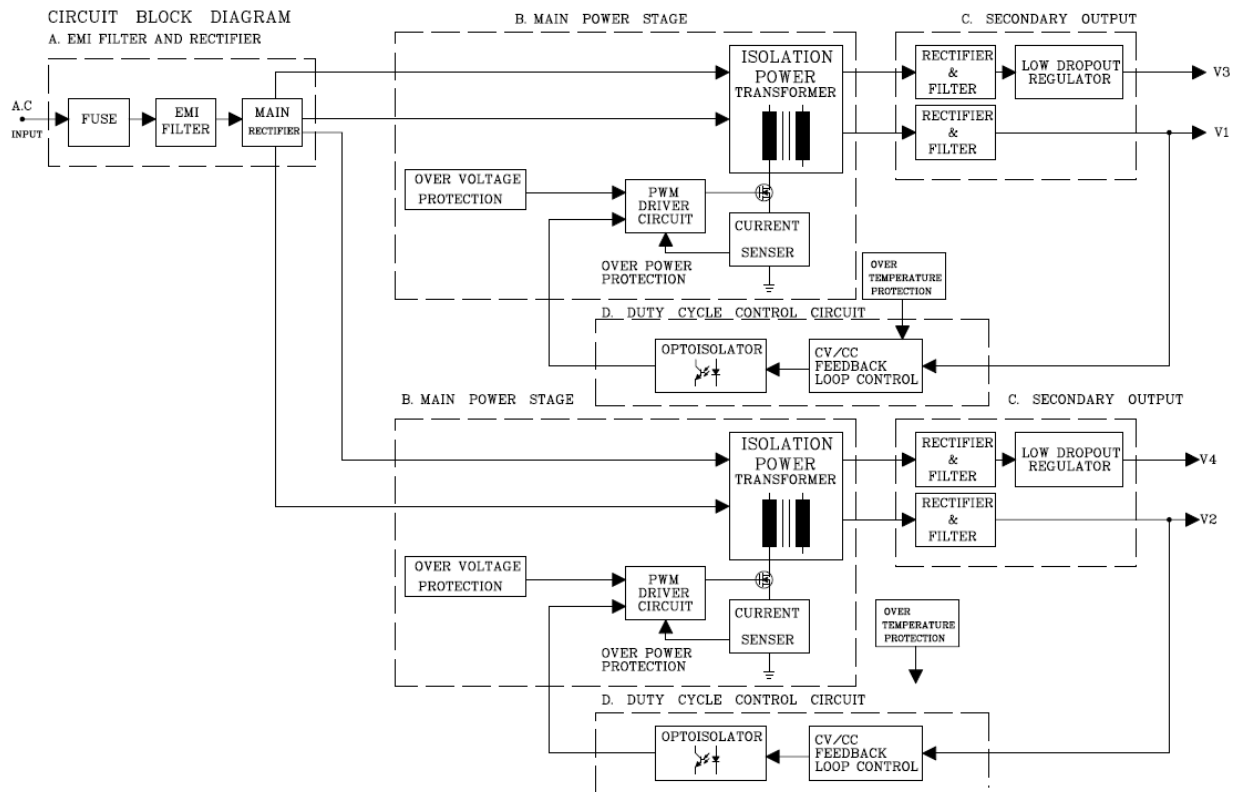 CIRCUIT BLOCK DIAGRAM
A. EMI FILTER AND RECTIFIER
A.C
INPUT
FUSE
EMI
FILTER
MAIN
RECTIFIER
B. MAIN POWER STAGE
ISOLATION
POWER
TRANSFORMER
OVER VOLTAGE
PROTECTION
PWM
DRIVER
CIRCUIT
CURRENT
SENSER
OVER POWER
PROTECTION
C. SECONDARY OUTPUT
RECTIFIER
&
FILTER
LOW DROPOUT
REGULATOR
V3
RECTIFIER
&
FILTER
V1
OVER
TEMPERATURE
PROTECTION
D. DUTY CYCLE CONTROL CIRCUIT
OPTOISOLATOR
CV/CC
FEEDBACK
LOOP CONTROL
B. MAIN POWER STAGE
ISOLATION
POWER
TRANSFORMER
OVER VOLTAGE
PROTECTION
PWM
DRIVER
CIRCUIT
CURRENT
SENSER
OVER POWER
PROTECTION
C. SECONDARY OUTPUT
RECTIFIER
&
FILTER
LOW DROPOUT
REGULATOR
V4
RECTIFIER
&
FILTER
V2
OVER
TEMPERATURE
PROTECTION
D. DUTY CYCLE CONTROL CIRCUIT
OPTOISOLATOR
CV/CC
FEEDBACK
LOOP CONTROL